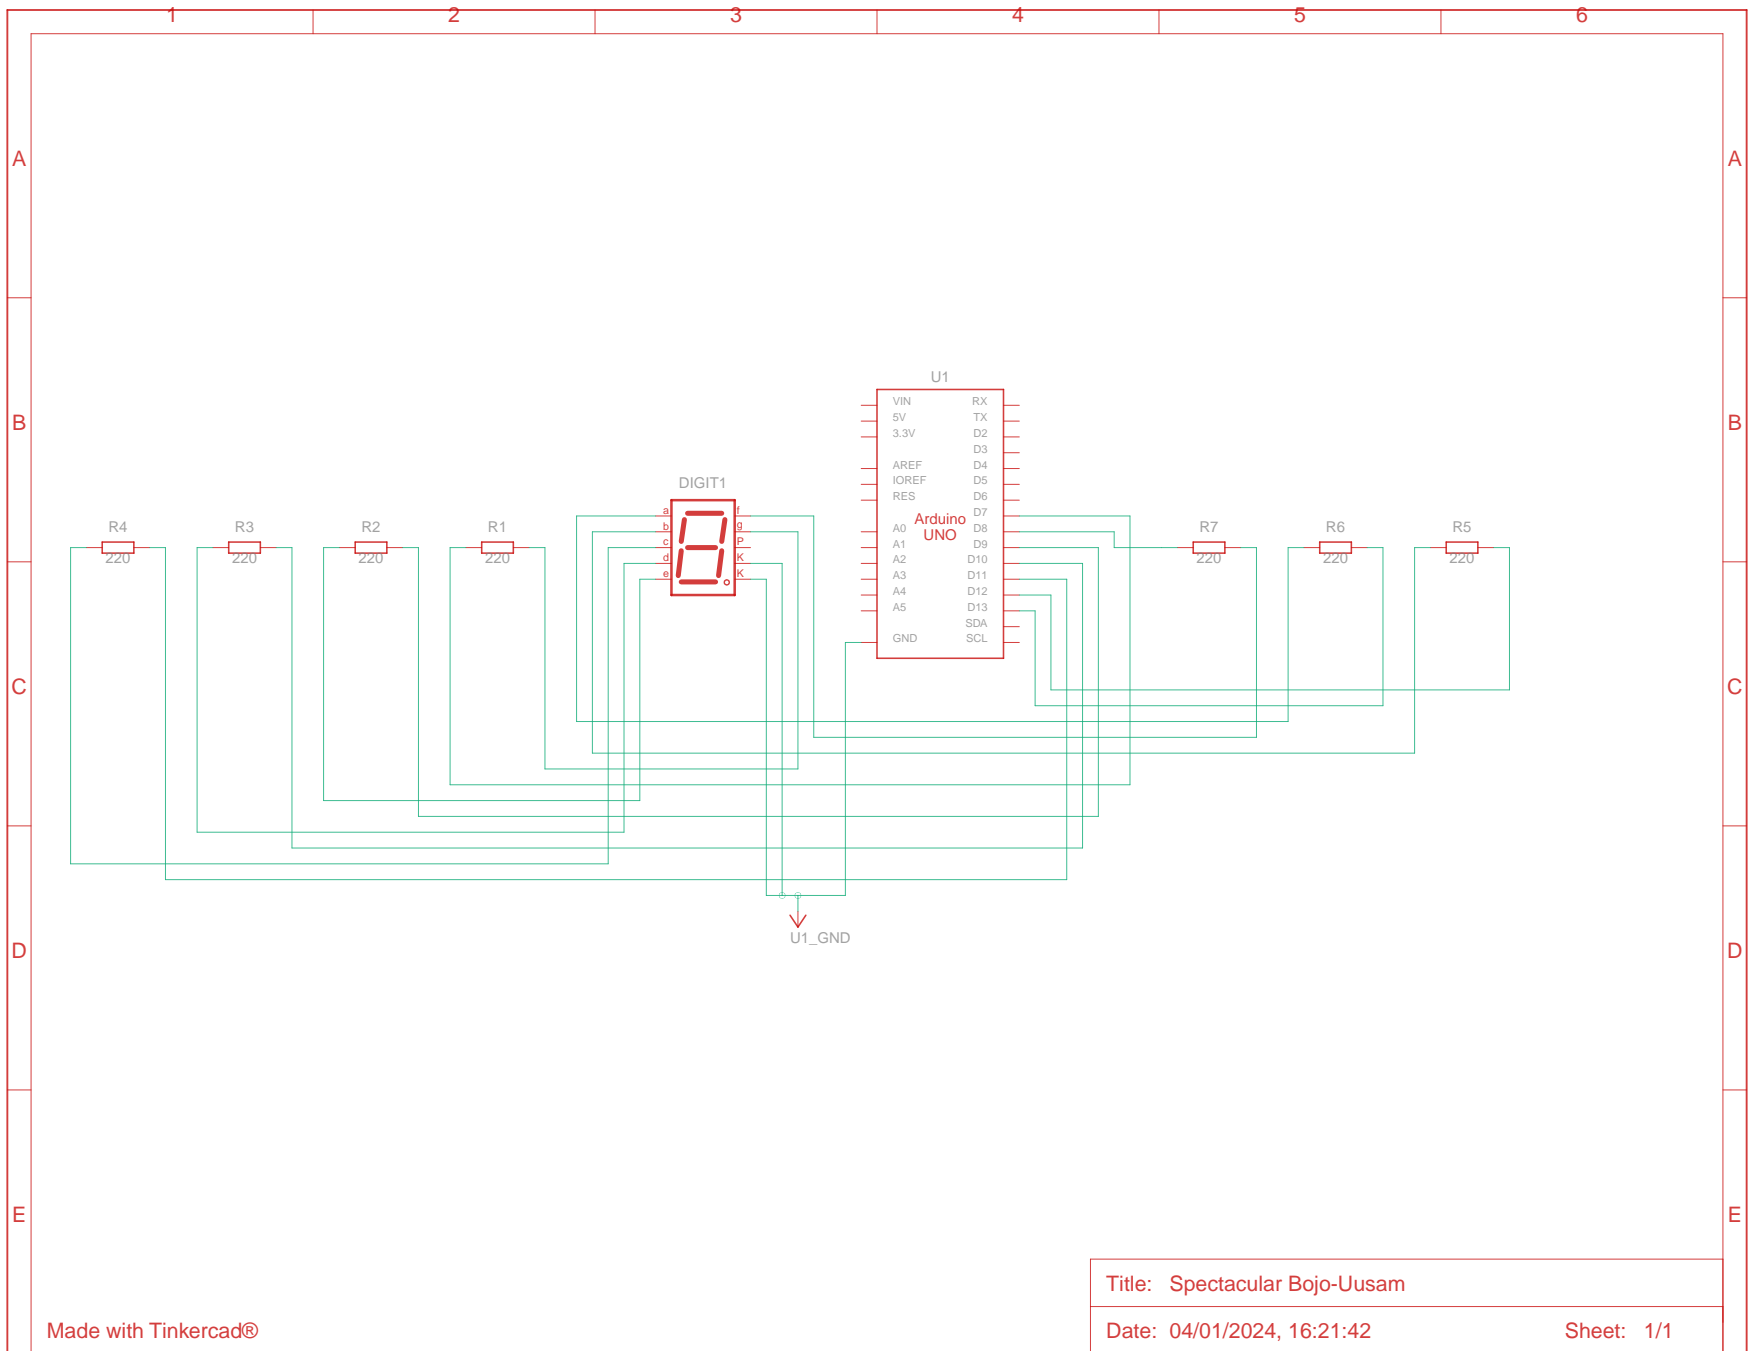 1 2 3 4 5 6
A A
U1
VIN RX
5V TX
B B
3.3V D2
D3
AREF D4
IOREF D5
DIGIT1
RES D6
a f D7
Arduino
UNO
R4 R3 R2 R1 b g A0 D8 R7 R6 R5
c P A1 D9
220 220 220 220 d K A2 D10 220 220 220
e K A3 D11
A4 D12
A5 D13
SDA
GND SCL
C C
U1_GND
D D
E E
Title: Spectacular Bojo-Uusam
Made with Tinkercad® Date: 04/01/2024, 16:21:42 Sheet: 1/1